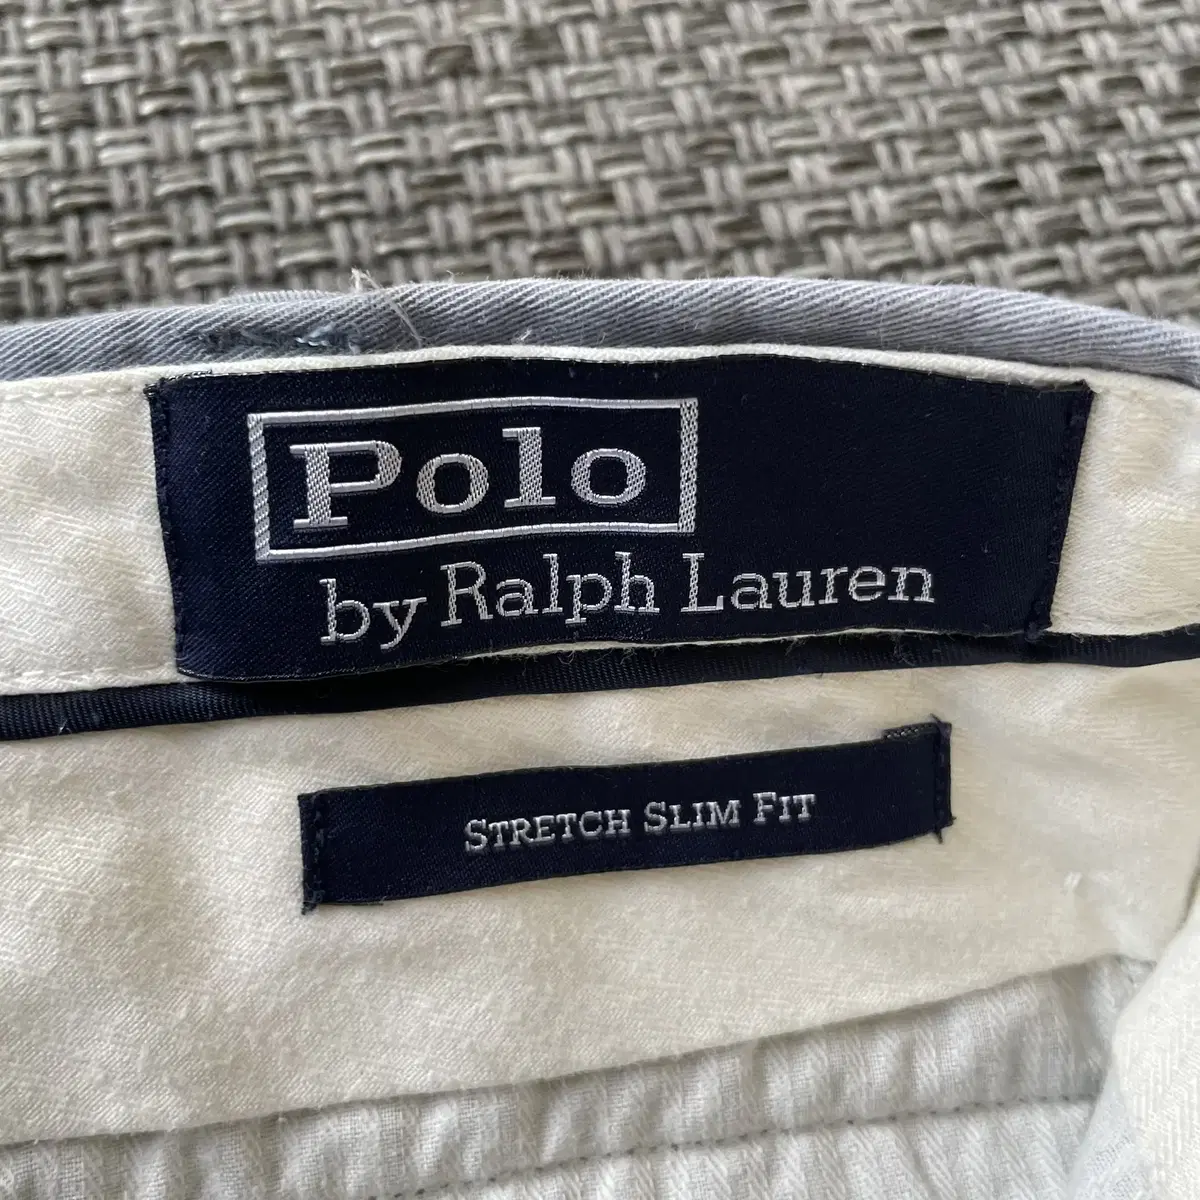 Polo
by Ralph Lauren
STRETCH SLIM FIT